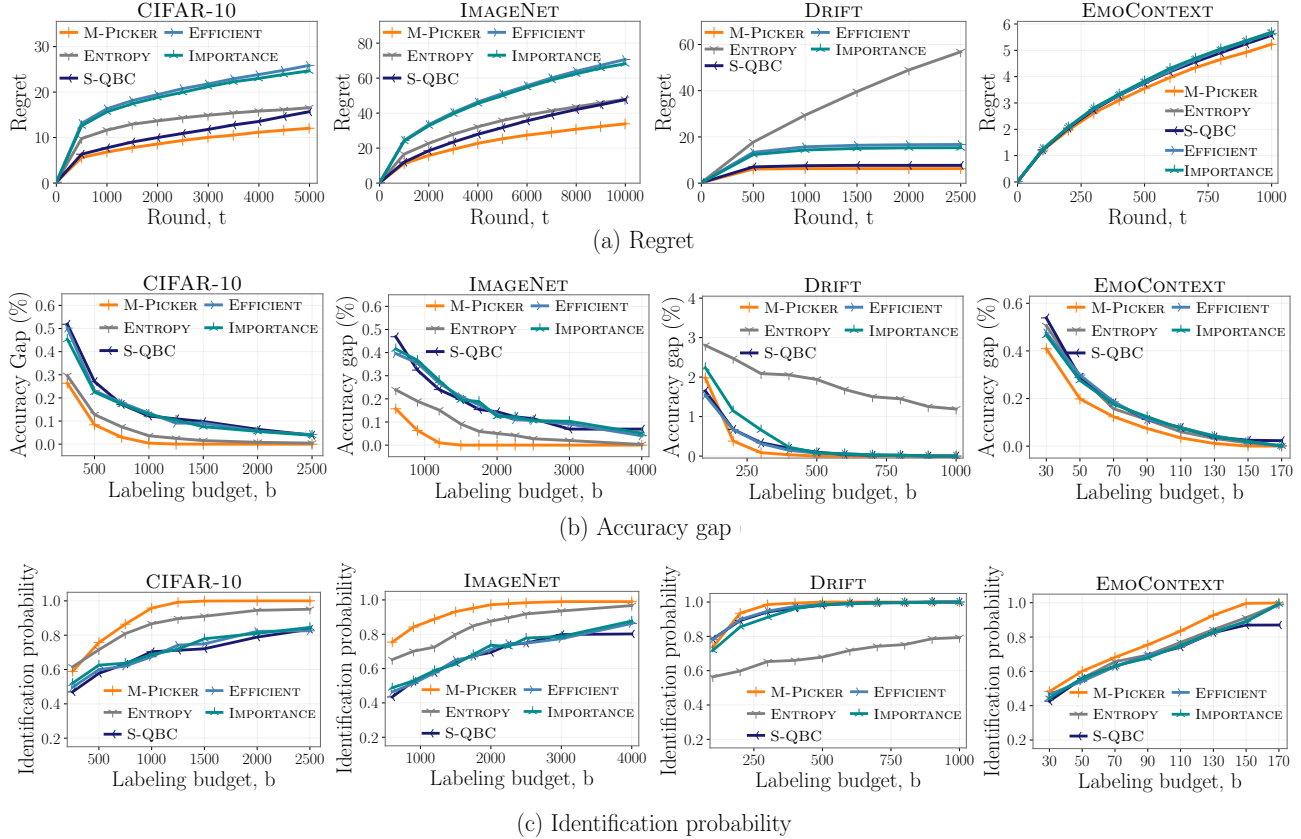 CIFAR-10
M-PICKER
ENTROPY
S-QBC
EFFICIENT
IMPORTANCE
Regret
0
10
20
30
0
1000
2000
3000
4000
5000
Round, t
IMAGENET
M-PICKER
ENTROPY
S-QBC
EFFICIENT
IMPORTANCE
Regret
0
20
40
60
80
0
2000
4000
6000
8000
10000
Round, t
DRIFT
M-PICKER
ENTROPY
S-QBC
EFFICIENT
IMPORTANCE
Regret
0
20
40
60
0
500
1000
1500
2000
2500
Round, t
EMOCONTEXT
M-PICKER
ENTROPY
S-QBC
EFFICIENT
IMPORTANCE
Regret
0
1
2
3
4
5
6
0
250
500
750
1000
Round, t
(a) Regret
CIFAR-10
M-PICKER
ENTROPY
S-QBC
EFFICIENT
IMPORTANCE
Accuracy Gap (%)
0.0
0.1
0.2
0.3
0.4
0.5
0.6
500
1000
1500
2000
2500
Labeling budget, b
IMAGENET
M-PICKER
ENTROPY
S-QBC
EFFICIENT
IMPORTANCE
Accuracy gap (%)
0.0
0.1
0.2
0.3
0.4
0.5
0.6
1000
2000
3000
4000
Labeling budget, b
DRIFT
M-PICKER
ENTROPY
S-QBC
EFFICIENT
IMPORTANCE
Accuracy gap (%)
0
1
2
3
4
250
500
750
1000
Labeling budget, b
EMOCONTEXT
M-PICKER
ENTROPY
S-QBC
EFFICIENT
IMPORTANCE
Accuracy gap (%)
0.0
0.2
0.4
0.6
30
50
70
90
110
130
150
170
Labeling budget, b
(b) Accuracy gap
CIFAR-10
M-PICKER
ENTROPY
S-QBC
EFFICIENT
IMPORTANCE
Identification probability
0.2
0.4
0.6
0.8
1.0
500
1000
1500
2000
2500
Labeling budget, b
IMAGENET
M-PICKER
ENTROPY
S-QBC
EFFICIENT
IMPORTANCE
Identification probability
0.2
0.4
0.6
0.8
1.0
1000
2000
3000
4000
Labeling budget, b
DRIFT
M-PICKER
ENTROPY
S-QBC
EFFICIENT
IMPORTANCE
Identification probability
0.2
0.4
0.6
0.8
1.0
250
500
750
1000
Labeling budget, b
EMOCONTEXT
M-PICKER
ENTROPY
S-QBC
EFFICIENT
IMPORTANCE
Identification probability
0.2
0.4
0.6
0.8
1.0
30
50
70
90
110
130
150
170
Labeling budget, b
(c) Identification probability